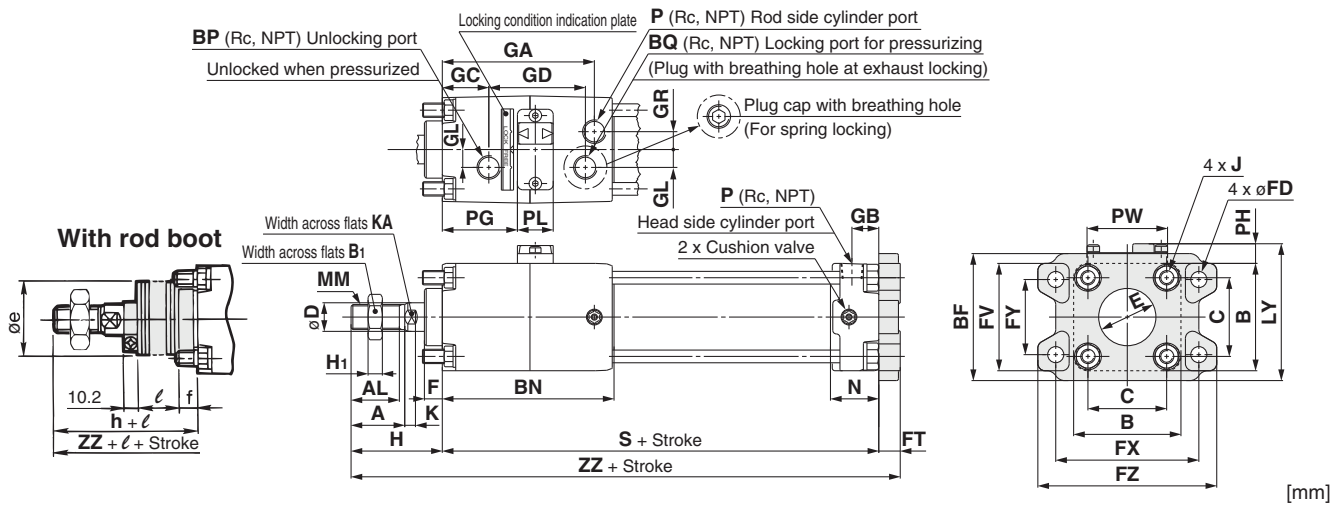 Locking condition indication plate
P (Rc, NPT) Rod side cylinder port
BP (Rc, NPT) Unlocking port
GA
BQ (Rc, NPT) Locking port for pressurizing
Unlocked when pressurized
GC
GD
(Plug with breathing hole at exhaust locking)
GR
Plug cap with breathing hole
(For spring locking)
GL
GL
PG
PL
P (Rc, NPT)
Head side cylinder port
2 x Cushion valve
GB
Width across flats KA
Width across flats B1
With rod boot
MM
øD
øe
H1
AL
A
F
K
H
BN
N
S + Stroke
FT
ZZ + Stroke
10.2
ℓ
f
h + ℓ
ZZ + ℓ + Stroke
4 x J
4 x øFD
PW
PH
E
BF
FV
FY
C
B
LY
C
B
FX
FZ
[mm]